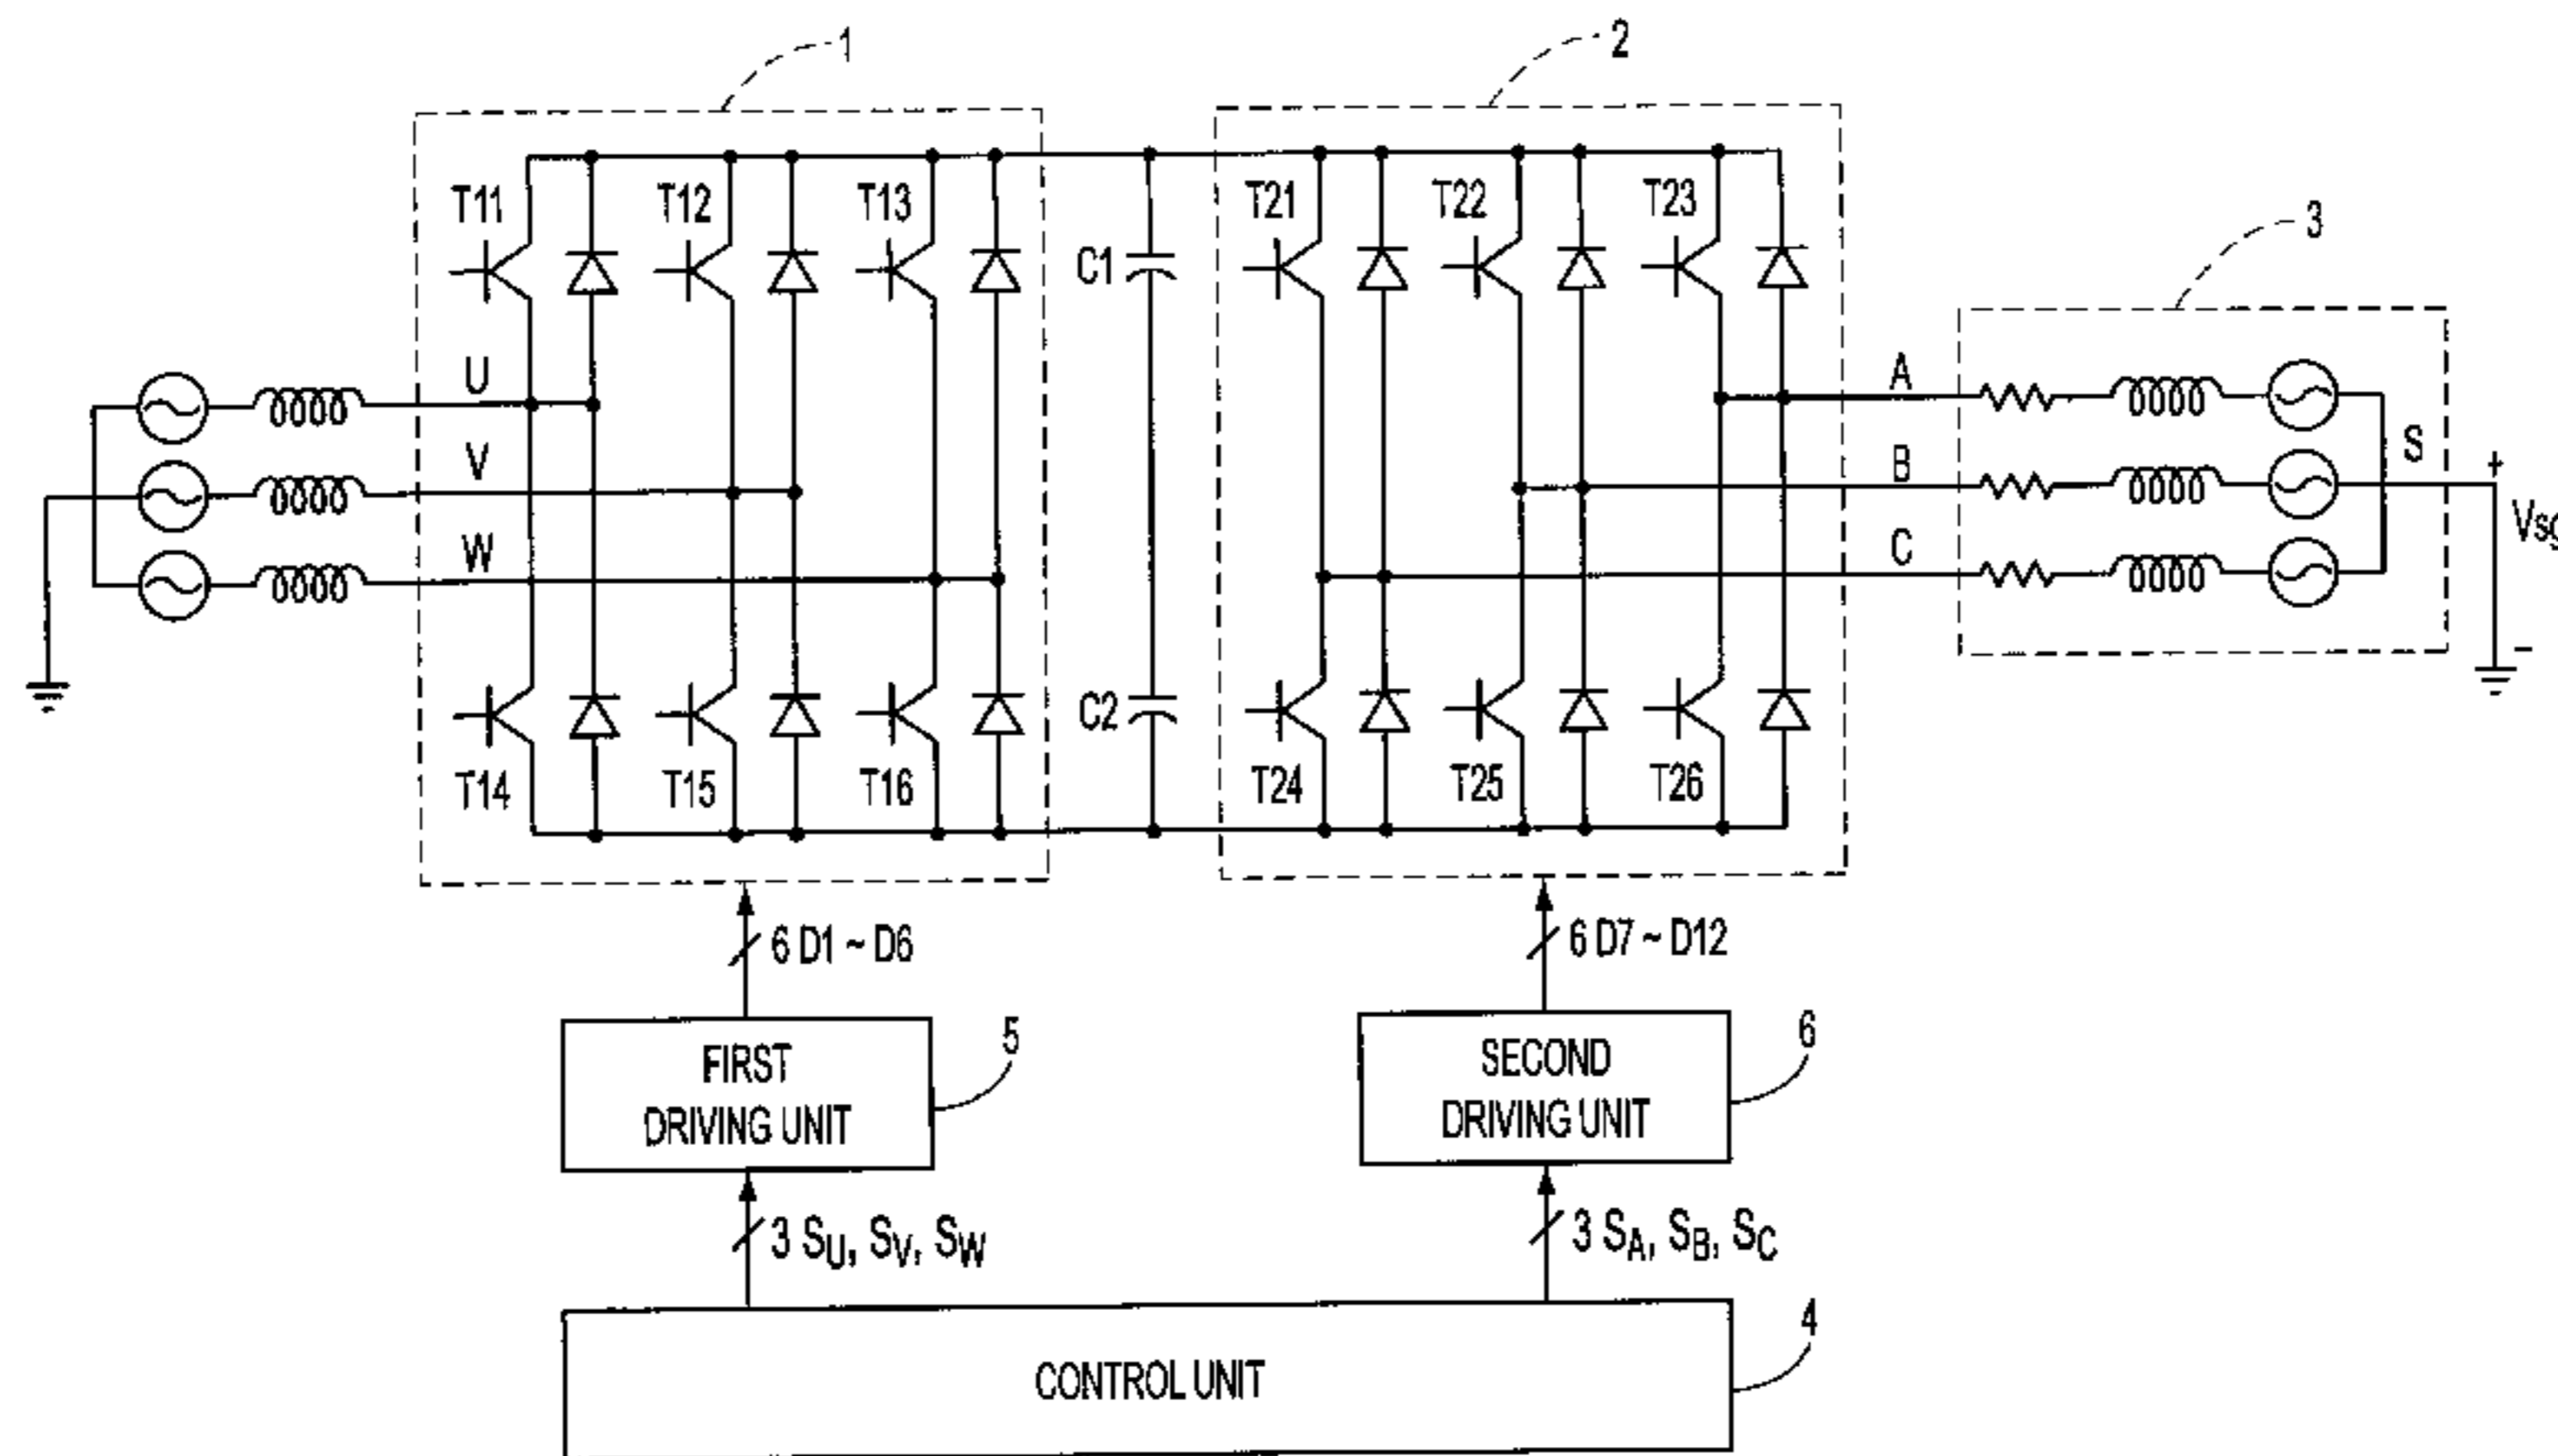 1
2
T11
T12
T13
T21
T22
T23
3
C1
U
A
V
B
S
+
W
C
-
C2
T14
T15
T16
T24
T25
T26
6 D1 ~ D6
6 D7 ~ D12
FIRST
DRIVING UNIT
5
SECOND
DRIVING UNIT
6
3 SU, SV, SW
3 SA, SB, SC
CONTROL UNIT
4